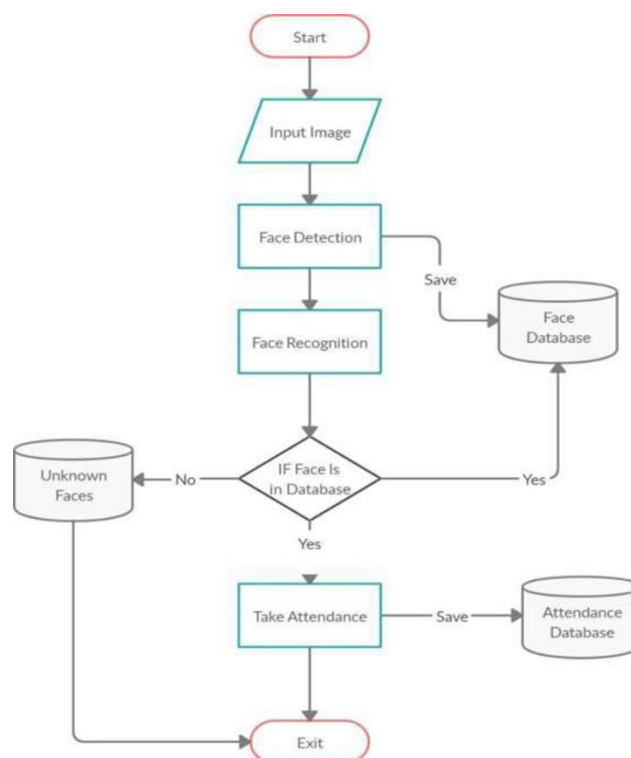 Start
Input Image
Face Detection
Save
Face
Database
Face Recognition
IF Face Is
in Database
No
Unknown
Faces
Yes
Yes
Take Attendance
Save
Attendance
Database
Exit